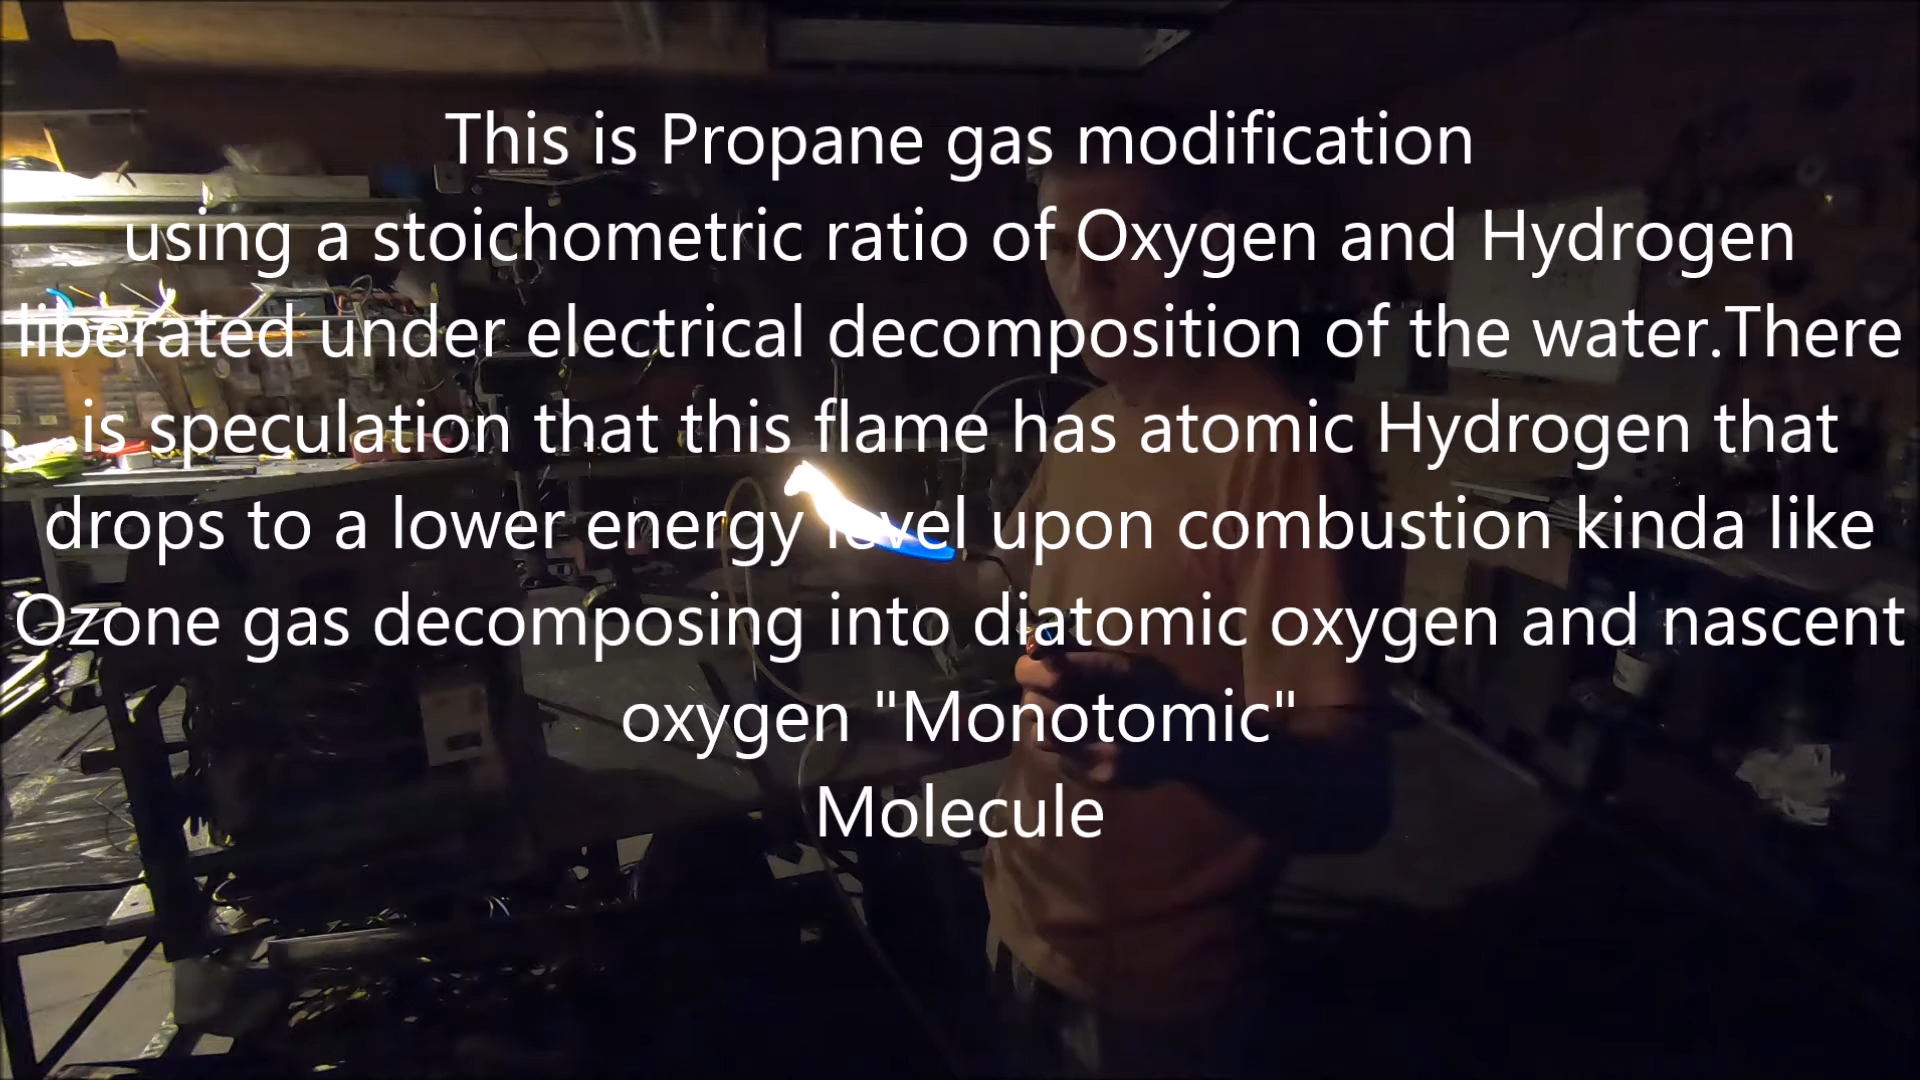 This is Propane gas modification
using a stoichometric ratio of Oxygen and Hydrogen
liberated under electrical decomposition of the water.There
is speculation that this flame has atomic Hydrogen that
drops to a lower energy level upon combustion kinda like
Ozone gas decomposing into diatomic oxygen and nascent
oxygen "Monotomic"
Molecule